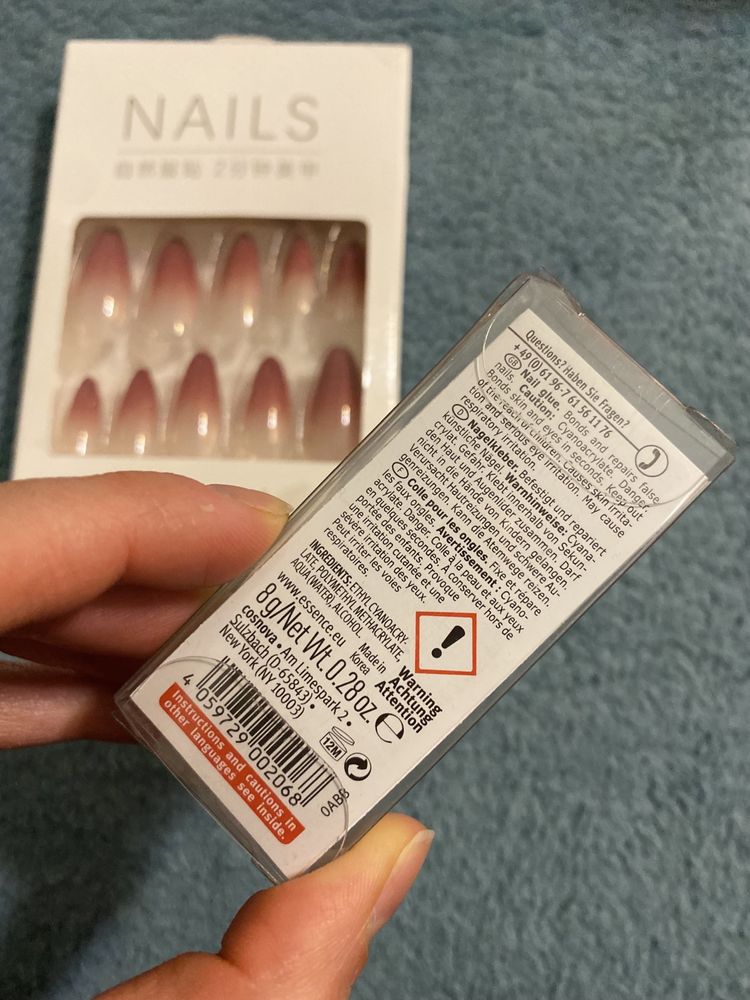 NAILS
Questions? Haben Sie Fragen?
+49(0)61 96-7 61 56 11 76
GB Nail glue. Bonds and repairs false
nails. Caution: Cyanoacrylate. Danger.
Bonds skin and eyes in seconds. Keep out
of the reach of children. Causes skin irrita-
tion and serious eye irritation. May cause
respiratory irritation.
D Nagelkleber. Befestigt und repariert
künstliche Nägel. Warnhinweise: Cyana-
crylat. Gefahr. Klebt innerhalb von Sekun-
den Haut und Augenlider zusammen. Darf
nicht in die Hände von Kindern gelangen.
Verursacht Hautreizungen und schwere Au-
genreizungen. Kann die Atemwege reizen.
F Colle pour les ongles. Fixe et répare
les faux ongles. Avertissement : Cyano-
acrylate. Danger. Colle à la peau et aux yeux
en quelques secondes. À conserver hors de
portée des enfants. Provoque
une irritation cutanée et une
sévère irritation des yeux.
Peut irriter les voies
respiratoires.
INGREDIENTS: ETHYL CYANOACRY-
LATE, POLYMETHYL METHACRYLATE,
AQUA (WATER), ALCOHOL.
www.essence.eu Made in
Korea
8g/Net Wt. 0.28 oz. e
cosnova • Am Limespark 2 •
Sulzbach (D-65843) •
New York (NY 10003)
Warning
Achtung
Attention
12M
4 059729 002068
Instructions and cautions in
other languages see inside.